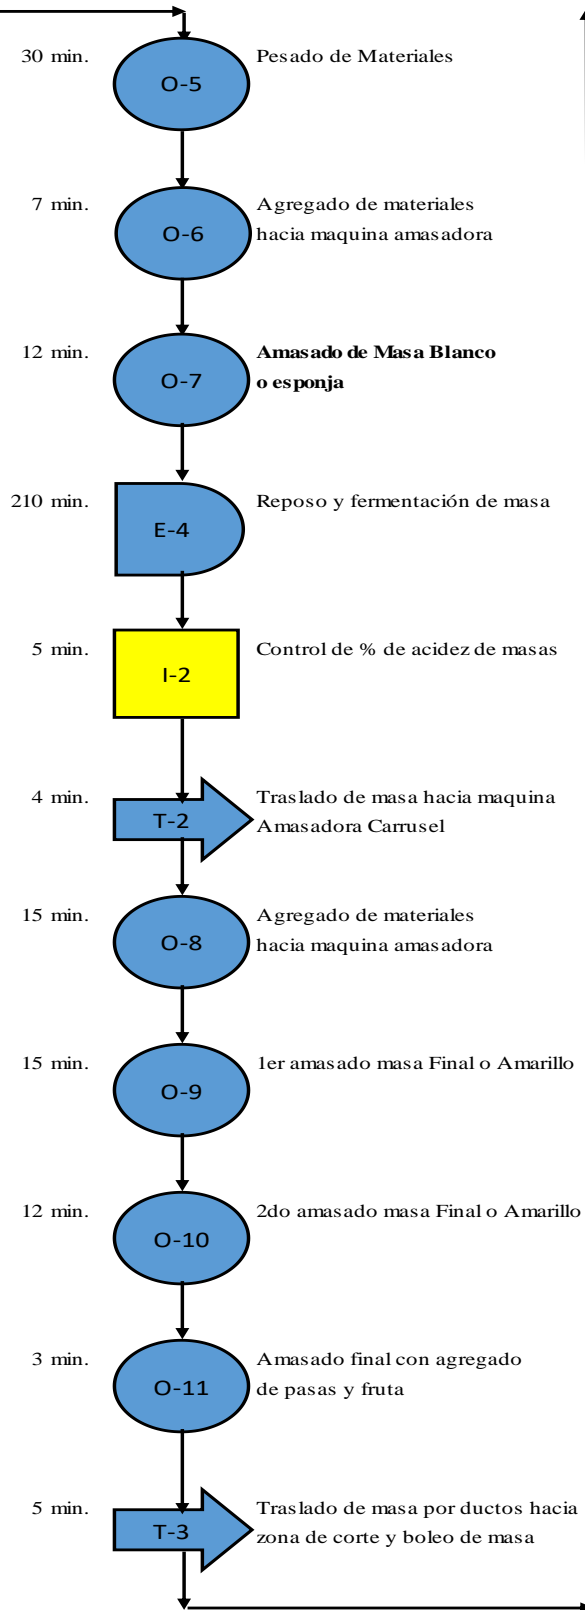 30 min.
O-5
Pesado de Materiales
7 min.
O-6
Agregado de materiales
hacia maquina amasadora
12 min.
O-7
Amasado de Masa Blanco
o esponja
210 min.
E-4
Reposo y fermentación de masa
5 min.
I-2
Control de % de acidez de masas
4 min.
T-2
Traslado de masa hacia maquina
Amasadora Carrusel
15 min.
O-8
Agregado de materiales
hacia maquina amasadora
15 min.
O-9
1er amasado masa Final o Amarillo
12 min.
O-10
2do amasado masa Final o Amarillo
3 min.
O-11
Amasado final con agregado
de pasas y fruta
5 min.
T-3
Traslado de masa por ductos hacia
zona de corte y boleo de masa